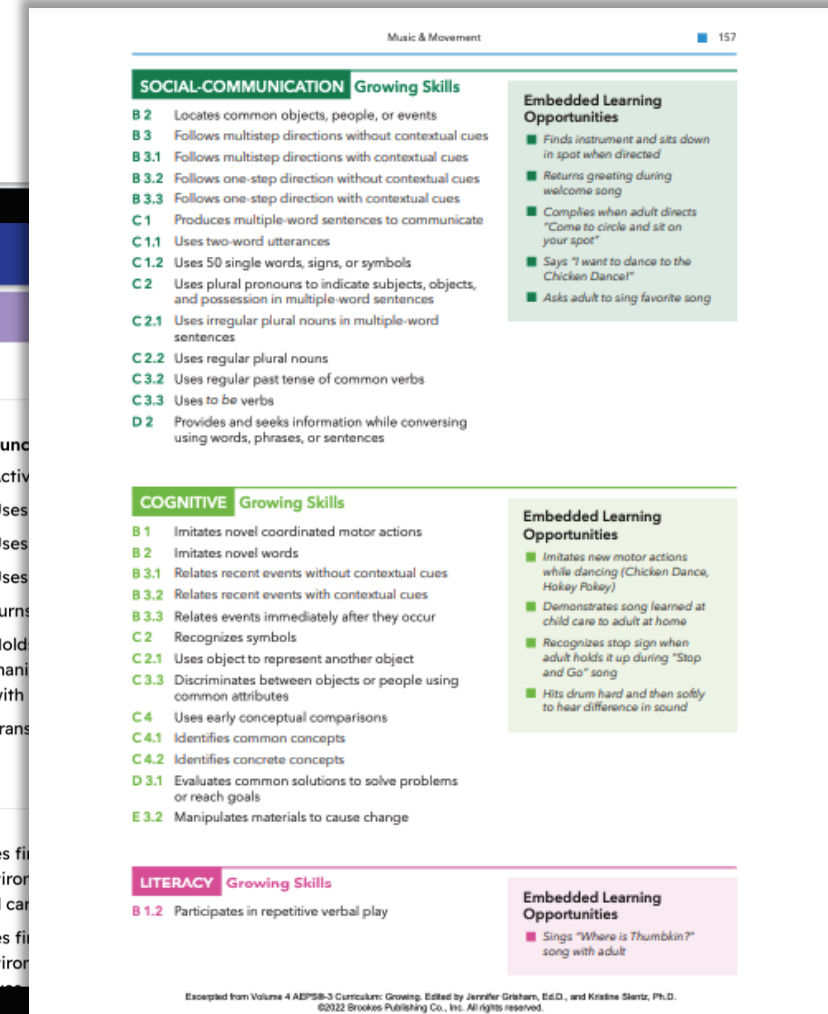 Music & Movement
157
SOCIAL-COMMUNICATION Growing Skills
B 2 Locates common objects, people, or events
B 3 Follows multistep directions without contextual cues
B 3.1 Follows multistep directions with contextual cues
B 3.2 Follows one-step direction without contextual cues
B 3.3 Follows one-step direction with contextual cues
C 1 Produces multiple-word sentences to communicate
C 1.1 Uses two-word utterances
C 1.2 Uses 50 single words, signs, or symbols
C 2 Uses plural pronouns to indicate subjects, objects,
and possession in multiple-word sentences
C 2.1 Uses irregular plural nouns in multiple-word
sentences
C 2.2 Uses regular plural nouns
C 3.2 Uses regular past tense of common verbs
C 3.3 Uses to be verbs
D 2 Provides and seeks information while conversing
using words, phrases, or sentences
Embedded Learning
Opportunities
Finds instrument and sits down
in spot when directed
Returns greeting during
welcome song
Complies when adult directs
"Come to circle and sit on
your spot"
Says "I want to dance to the
Chicken Dance!"
Asks adult to sing favorite song
COGNITIVE Growing Skills
B 1 Imitates novel coordinated motor actions
B 2 Imitates novel words
B 3.1 Relates recent events without contextual cues
B 3.2 Relates recent events with contextual cues
B 3.3 Relates events immediately after they occur
C 2 Recognizes symbols
C 2.1 Uses object to represent another object
C 3.3 Discriminates between objects or people using
common attributes
C 4 Uses early conceptual comparisons
C 4.1 Identifies common concepts
C 4.2 Identifies concrete concepts
D 3.1 Evaluates common solutions to solve problems
or reach goals
E 3.2 Manipulates materials to cause change
Embedded Learning
Opportunities
Imitates new motor actions
while dancing (Chicken Dance,
Hokey Pokey)
Demonstrates song learned at
child care to adult at home
Recognizes stop sign when
adult holds it up during "Stop
and Go" song
Hits drum hard and then softly
to hear difference in sound
LITERACY Growing Skills
B 1.2 Participates in repetitive verbal play
Embedded Learning
Opportunities
Sings "Where is Thumbkin?"
song with adult
Excerpted from Volume 4 AEPS®-3 Curriculum: Growing. Edited by Jennifer Grisham, Ed.D., and Kristine Slentz, Ph.D.
©2022 Brookes Publishing Co., Inc. All rights reserved.